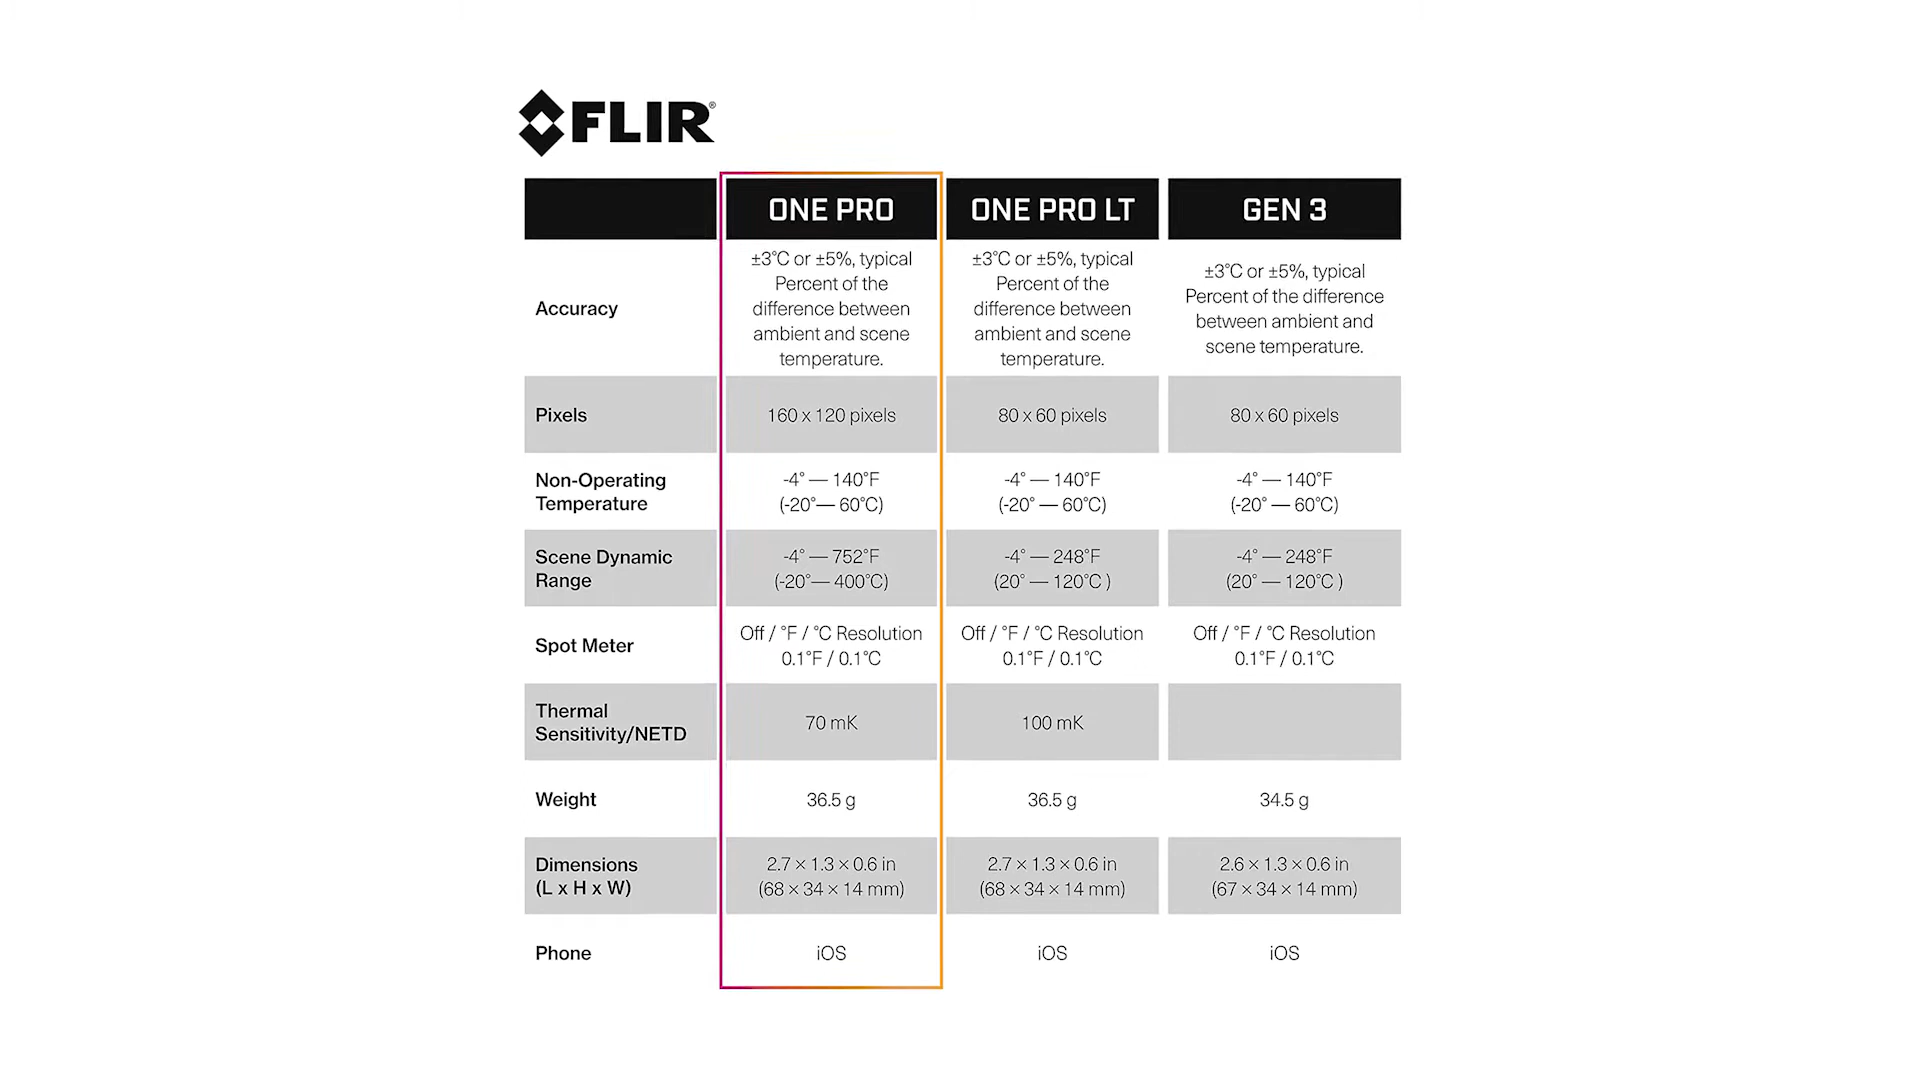 FLIR®
ONE PRO ONE PRO LT GEN 3
Accuracy
±3°C or ±5%, typical
Percent of the
difference between
ambient and scene
temperature.
±3°C or ±5%, typical
Percent of the
difference between
ambient and scene
temperature.
±3°C or ±5%, typical
Percent of the difference
between ambient and
scene temperature.
Pixels
160 x 120 pixels
80 x 60 pixels
80 x 60 pixels
Non-Operating
Temperature
-4° — 140°F
(-20°— 60°C)
-4° — 140°F
(-20° — 60°C)
-4° — 140°F
(-20° — 60°C)
Scene Dynamic
Range
-4° — 752°F
(-20°— 400°C)
-4° — 248°F
(20° — 120°C )
-4° — 248°F
(20° — 120°C )
Spot Meter
Off / °F / °C Resolution
0.1°F / 0.1°C
Off / °F / °C Resolution
0.1°F / 0.1°C
Off / °F / °C Resolution
0.1°F / 0.1°C
Thermal
Sensitivity/NETD
70 mK
100 mK
Weight
36.5 g
36.5 g
34.5 g
Dimensions
(L x H x W)
2.7 × 1.3 × 0.6 in
(68 × 34 × 14 mm)
2.7 × 1.3 × 0.6 in
(68 × 34 × 14 mm)
2.6 × 1.3 × 0.6 in
(67 × 34 × 14 mm)
Phone
iOS
iOS
iOS